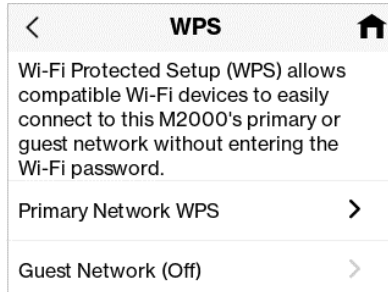 WPS
Wi-Fi Protected Setup (WPS) allows
compatible Wi-Fi devices to easily
connect to this M2000's primary or
guest network without entering the
Wi-Fi password.
Primary Network WPS
Guest Network (Off)